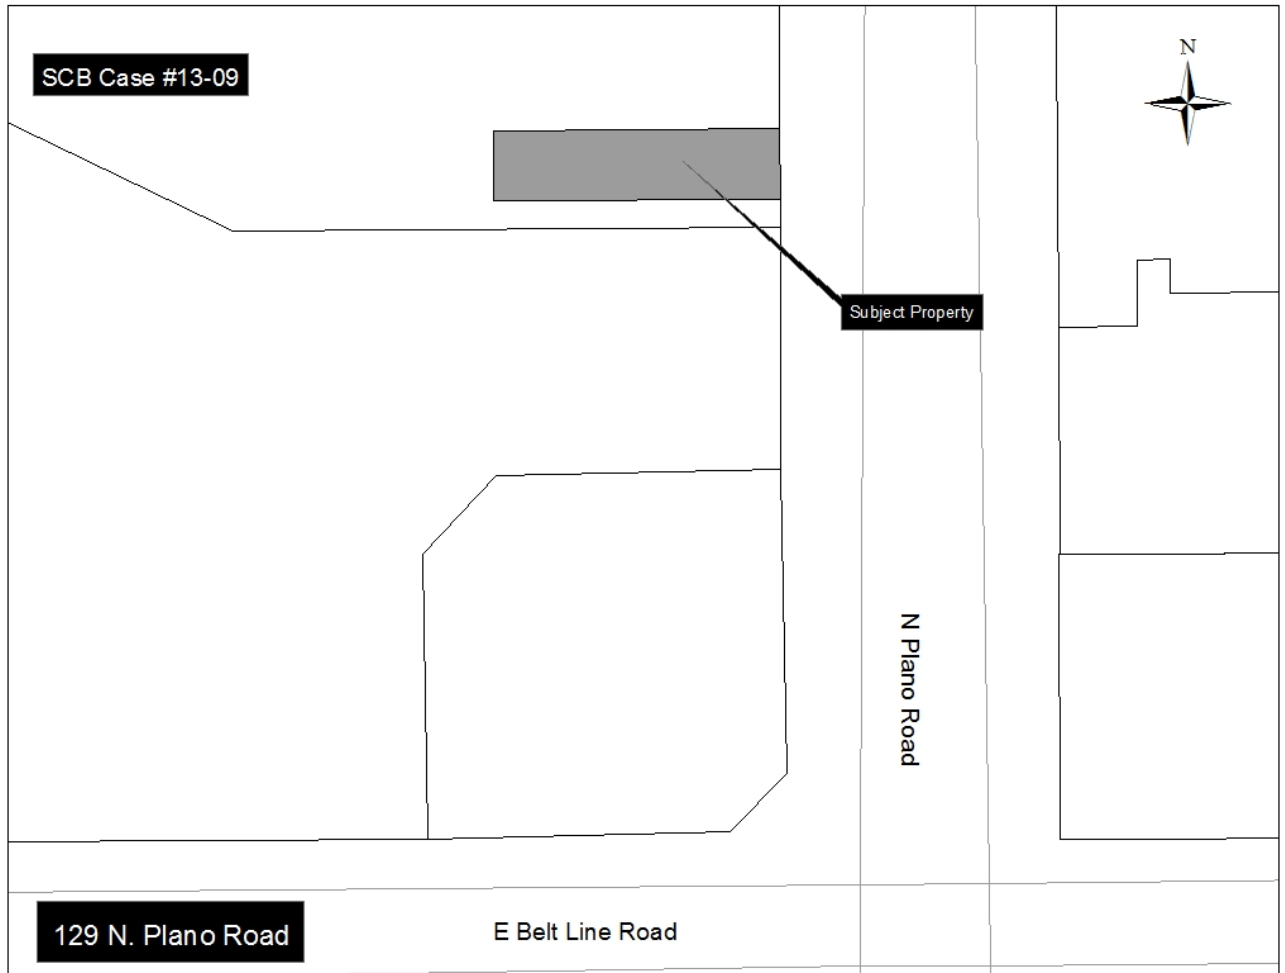 N
SCB Case #13-09
Subject Property
N Plano Road
129 N. Plano Road
E Belt Line Road